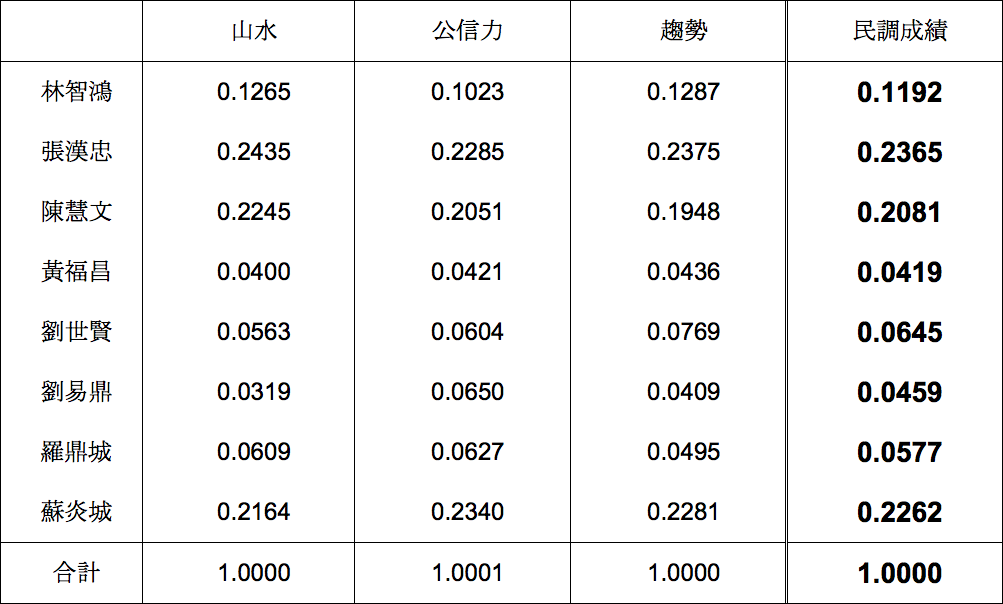 山水 公信力 趨勢 民調成績
林智鴻 0.1265 0.1023 0.1287 0.1192
張漢忠 0.2435 0.2285 0.2375 0.2365
陳慧文 0.2245 0.2051 0.1948 0.2081
黃福昌 0.0400 0.0421 0.0436 0.0419
劉世賢 0.0563 0.0604 0.0769 0.0645
劉易鼎 0.0319 0.0650 0.0409 0.0459
羅鼎城 0.0609 0.0627 0.0495 0.0577
蘇炎城 0.2164 0.2340 0.2281 0.2262
合計 1.0000 1.0001 1.0000 1.0000